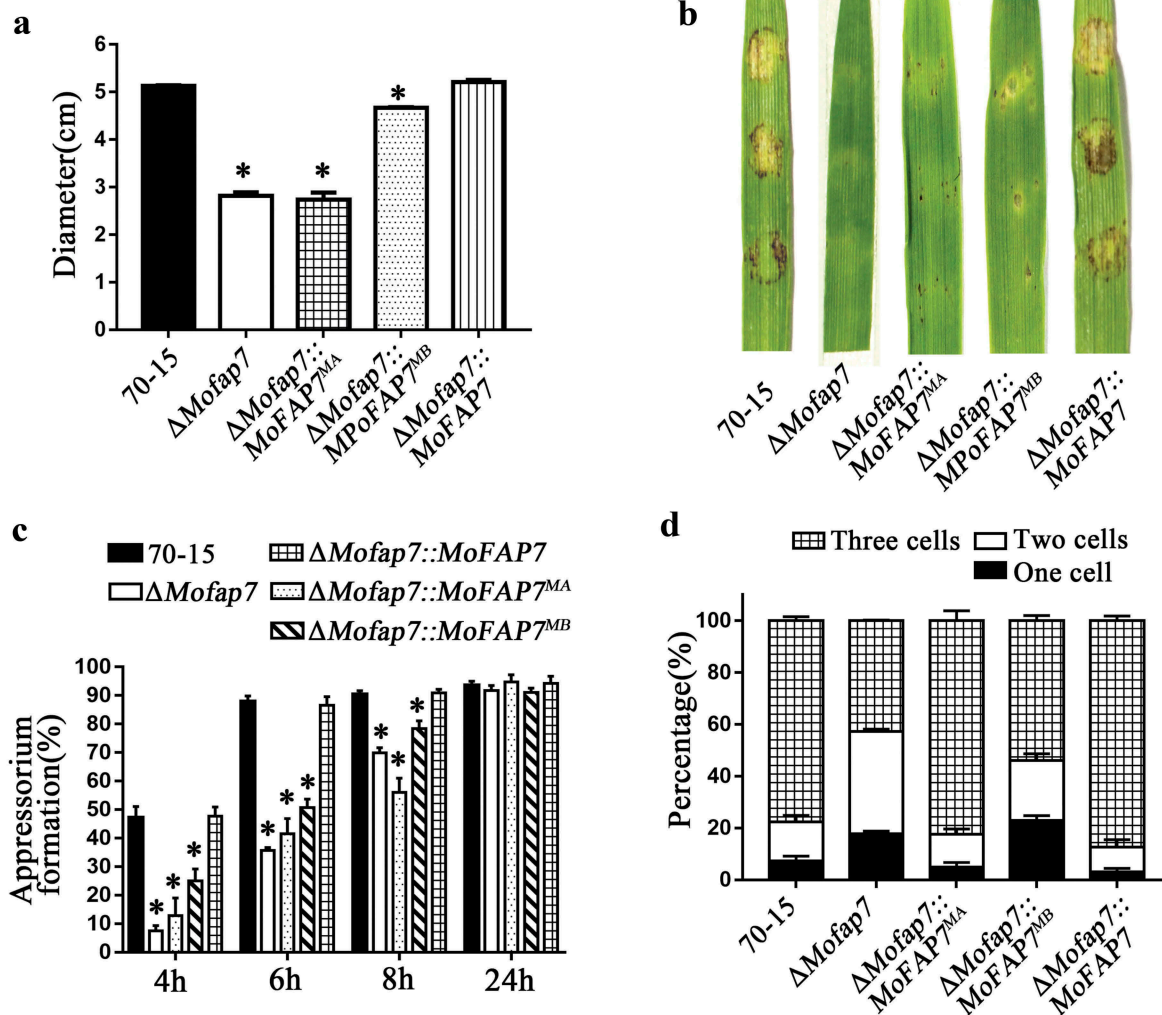 a
6
5
4
3
2
1
0
Diameter(cm)
*
*
*
70-15
ΔMofap7
ΔMofap7::
MoFAP7MA
ΔMofap7::
MPoFAP7MB
ΔMofap7::
MoFAP7
b
70-15
ΔMofap7
ΔMofap7::
MoFAP7MA
ΔMofap7::
MPoFAP7MB
ΔMofap7::
MoFAP7
c
70-15
ΔMofap7::MoFAP7
ΔMofap7
ΔMofap7::MoFAP7MA
ΔMofap7::MoFAP7MB
100
90
80
70
60
50
40
30
20
10
0
Appressorium
formation(%)
* * *
* * *
* * *
4h
6h
8h
24h
d
Three cells
Two cells
One cell
100
80
60
40
20
0
Percentage(%)
70-15
ΔMofap7
ΔMofap7::
MoFAP7MA
ΔMofap7::
MoFAP7MB
ΔMofap7::
MoFAP7